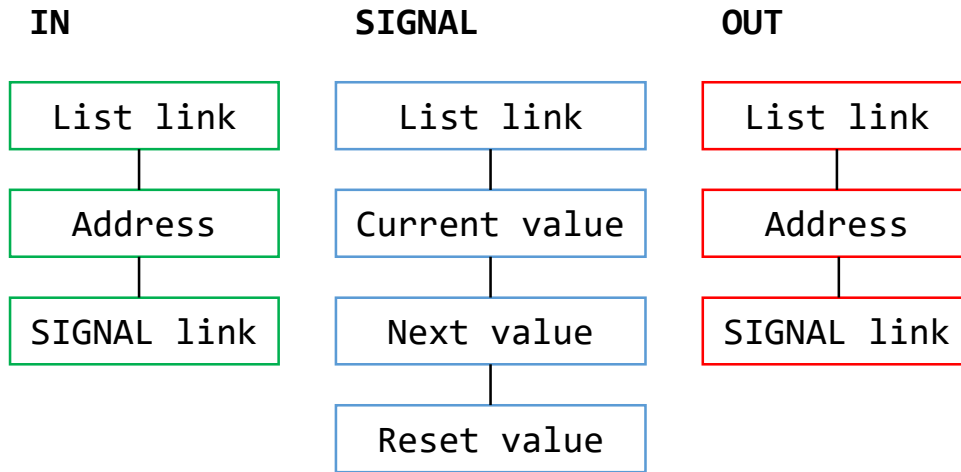 IN
SIGNAL
OUT
List link
List link
List link
Address
Current value
Address
SIGNAL link
Next value
SIGNAL link
Reset value